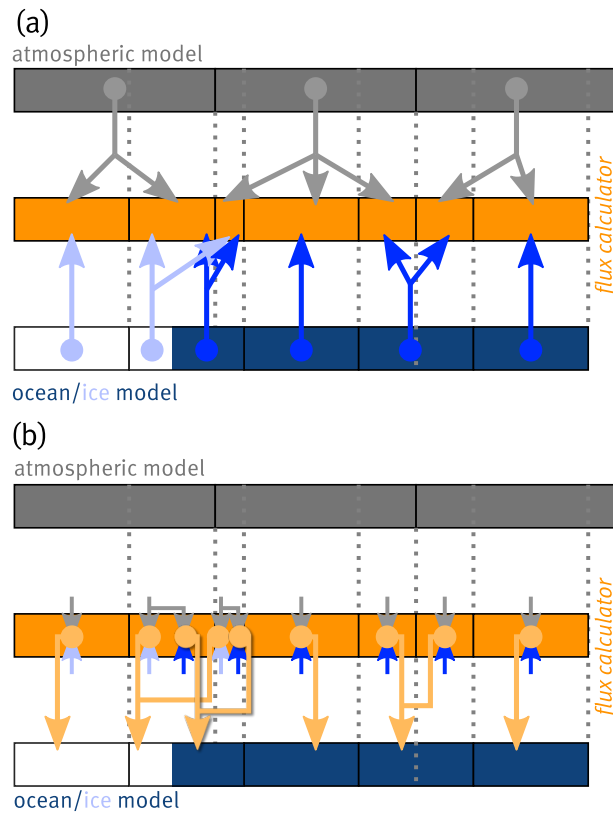 (a)
atmospheric model
flux calculator
ocean/ice model
(b)
atmospheric model
flux calculator
ocean/ice model